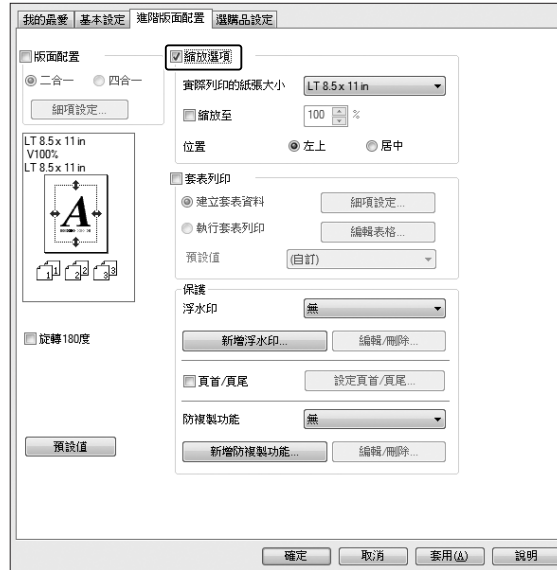 我的最愛 基本設定 進階版面配置 選購品設定
版面配置
二合一 四合一
細項設定...
LT 8.5 x 11 in
V100%
LT 8.5 x 11 in
A
1 1 2 2 3 3
旋轉180度
預設值
縮放選項
實際列印的紙張大小 LT 8.5 x 11 in
縮放至 100 %
位置 左上 居中
套表列印
建立套表資料 細項設定...
執行套表列印 編輯表格...
預設值 (自訂)
保護
浮水印 無
新增浮水印... 編輯/刪除...
頁首/頁尾 設定頁首/頁尾...
防複製功能 無
新增防複製功能... 編輯/刪除...
確定 取消 套用(A) 說明